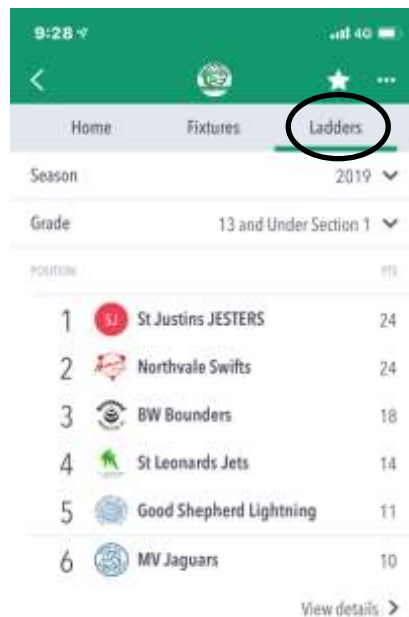 9:28 4G
Home Fixtures Ladders
Season 2019
Grade 13 and Under Section 1
POSITION PTS
1 SJ St Justins JESTERS 24
2 Northvale Swifts 24
3 BW Bounders 18
4 St Leonards Jets 14
5 Good Shepherd Lightning 11
6 MV Jaguars 10
View details